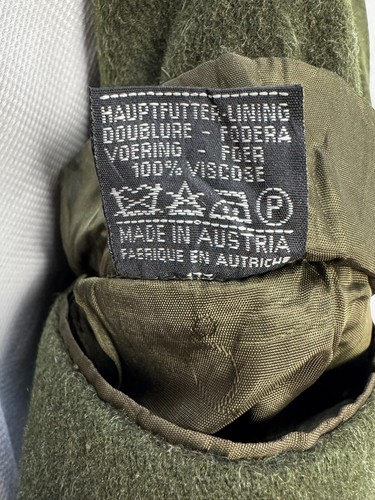 HAUPTFUTTER-LINING
DOUBLURE - FODERA
VOERING - FOER
100% VISCOSE
P
MADE IN AUSTRIA
FABRIQUE EN AUTRICHE